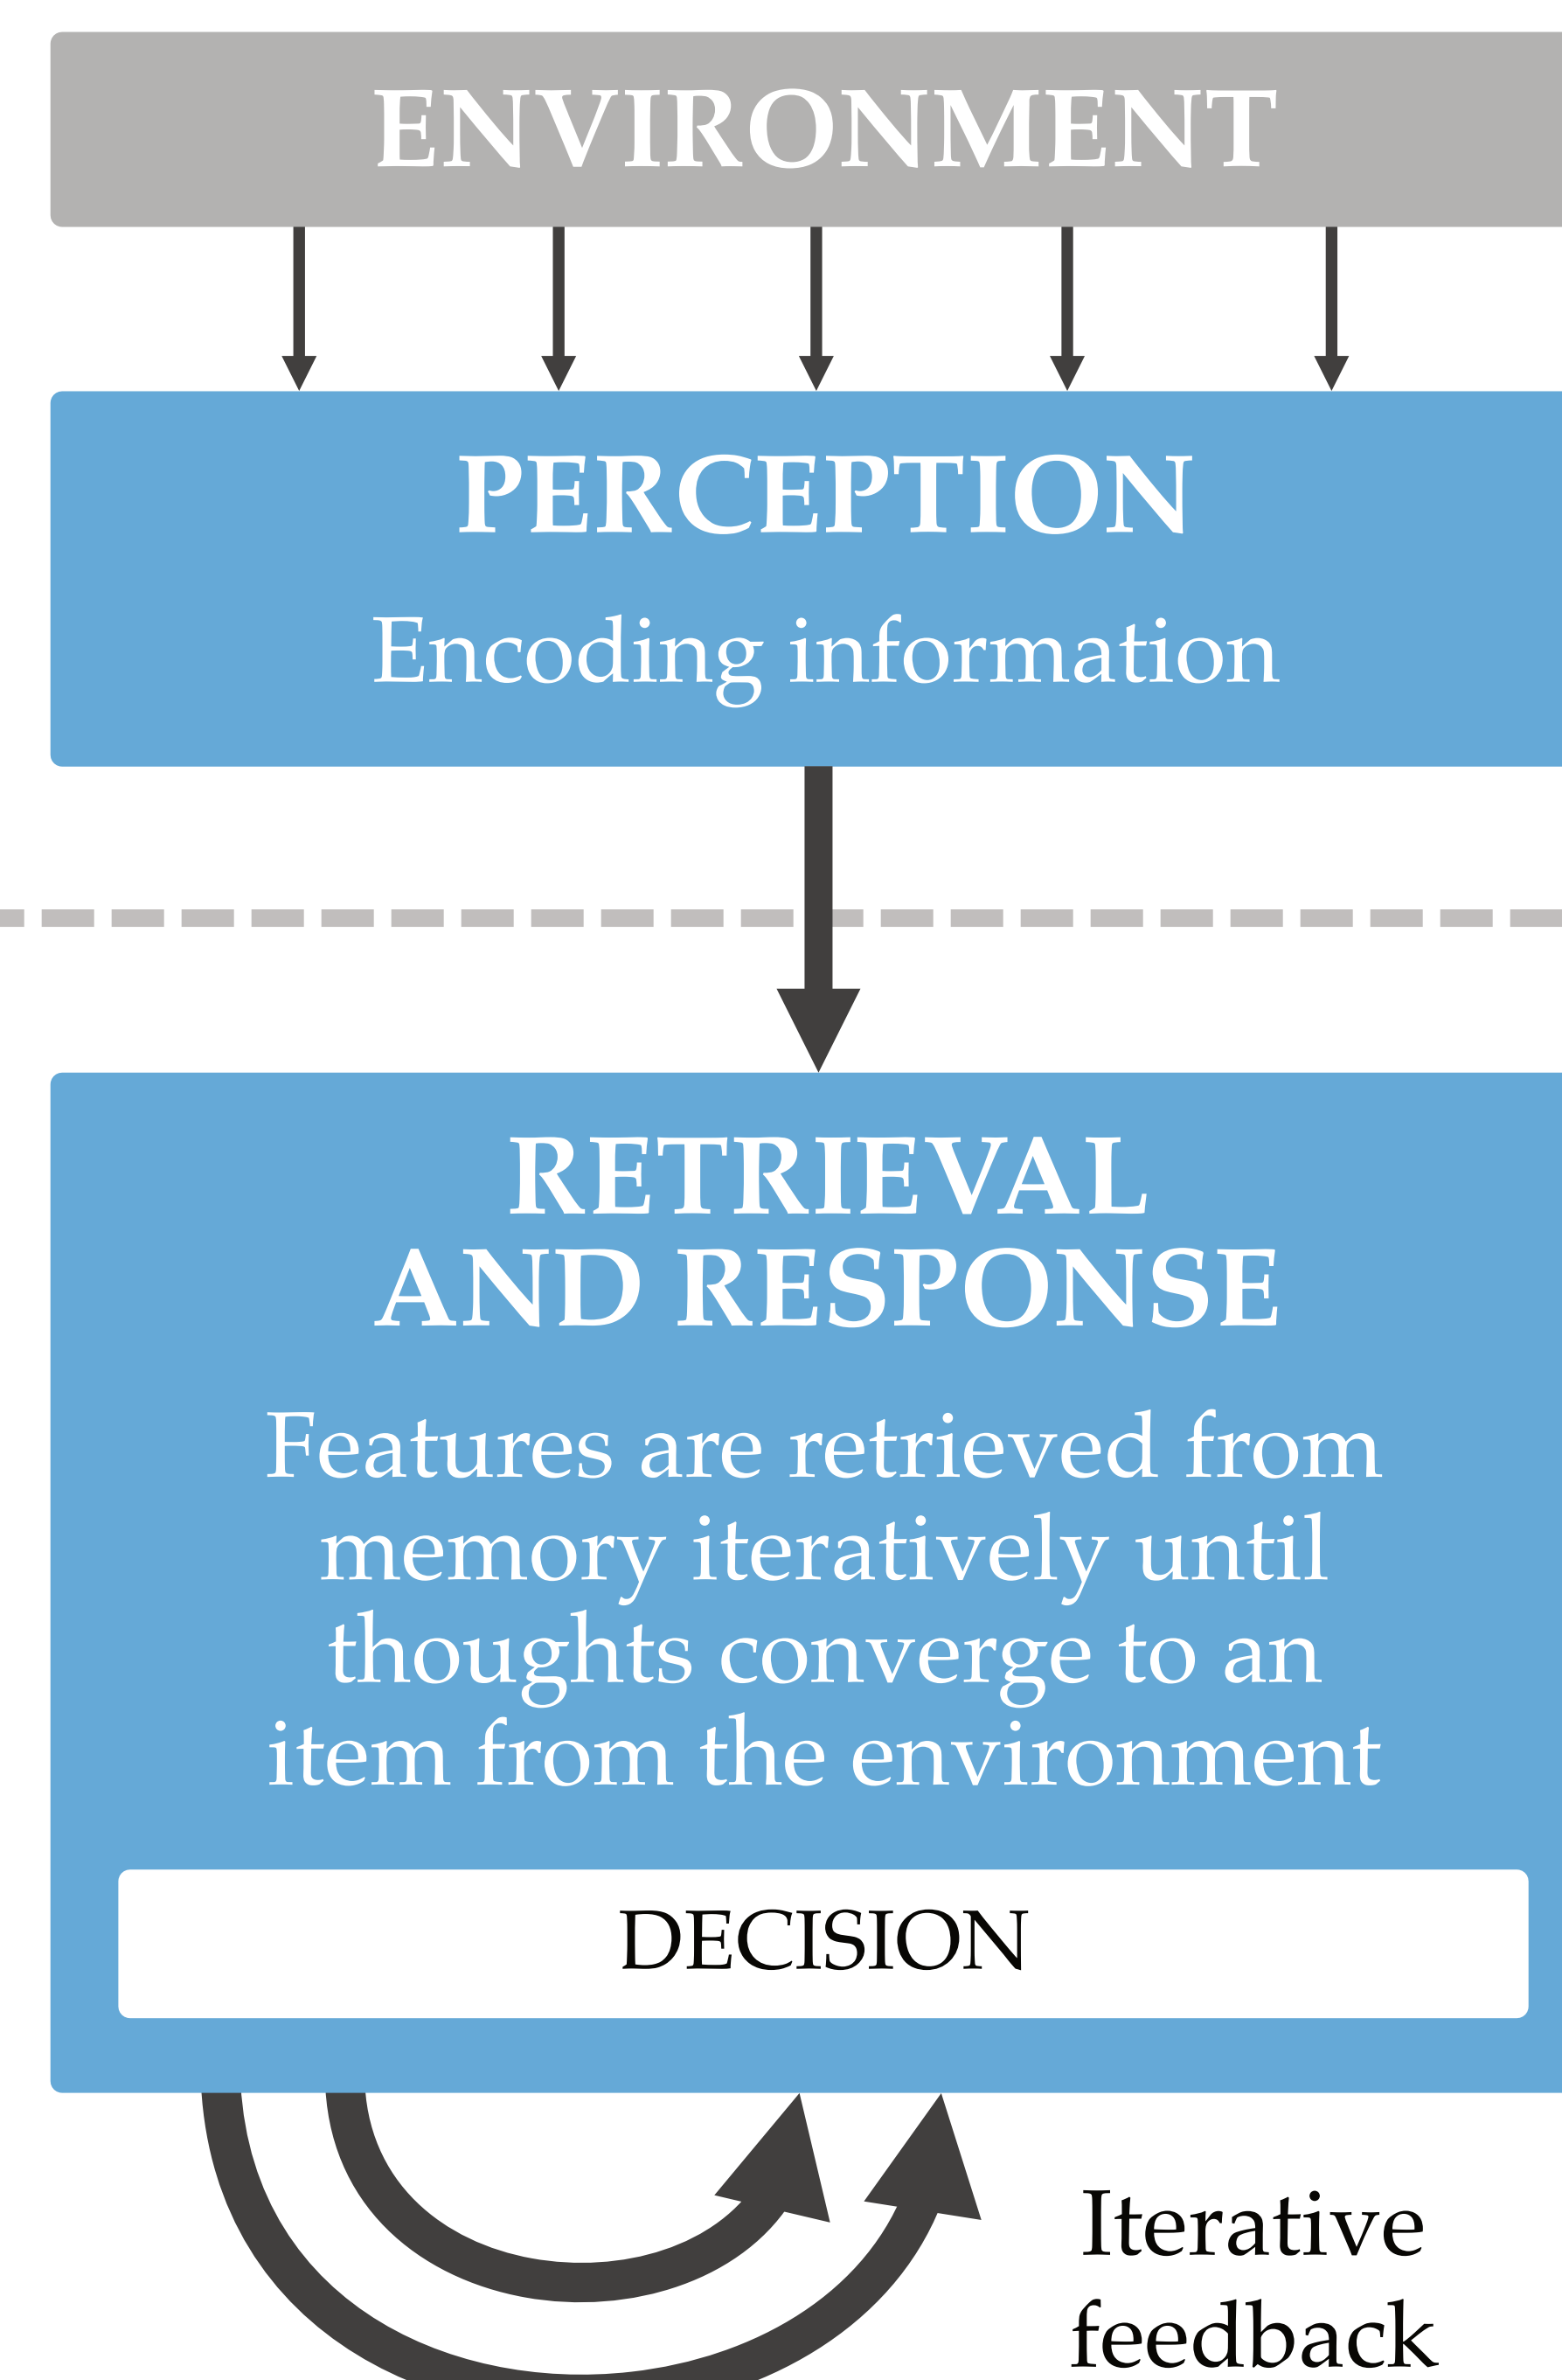 ENVIRONMENT
PERCEPTION
Encoding information
RETRIEVAL
AND RESPONSE
Features are retrieved from
memory iteratively until
thoughts converge to an
item from the environment
DECISION
Iterative
feedback